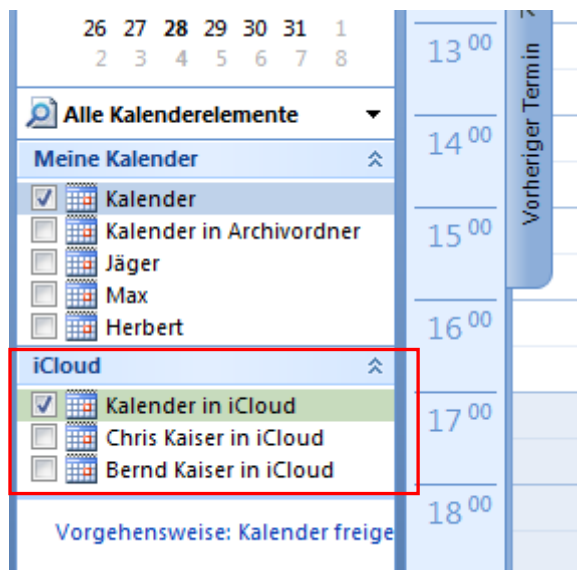 26 27 28 29 30 31 1
2 3 4 5 6 7 8
Alle Kalenderelemente
Meine Kalender
Kalender
Kalender in Archivordner
Jäger
Max
Herbert
iCloud
Kalender in iCloud
Chris Kaiser in iCloud
Bernd Kaiser in iCloud
Vorgehensweise: Kalender freige
13 00
14 00
15 00
16 00
17 00
18 00
Vorheriger Termin